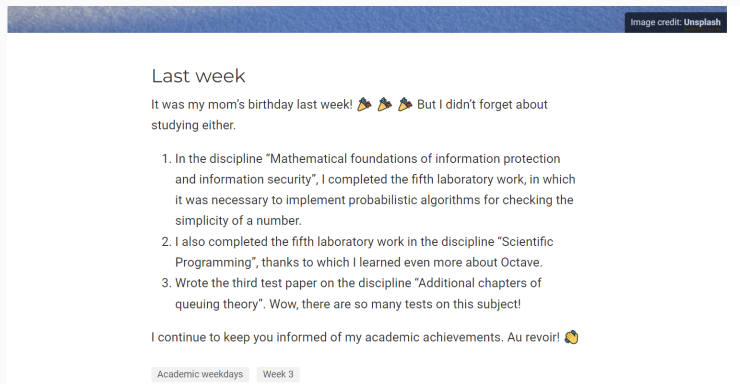 Image credit: Unsplash
Last week
It was my mom’s birthday last week! 🎉 🎉 🎉 But I didn’t forget about
studying either.
1. In the discipline “Mathematical foundations of information protection
and information security”, I completed the fifth laboratory work, in which
it was necessary to implement probabilistic algorithms for checking the
simplicity of a number.
2. I also completed the fifth laboratory work in the discipline “Scientific
Programming”, thanks to which I learned even more about Octave.
3. Wrote the third test paper on the discipline “Additional chapters of
queuing theory”. Wow, there are so many tests on this subject!
I continue to keep you informed of my academic achievements. Au revoir! 👋
Academic weekdays
Week 3